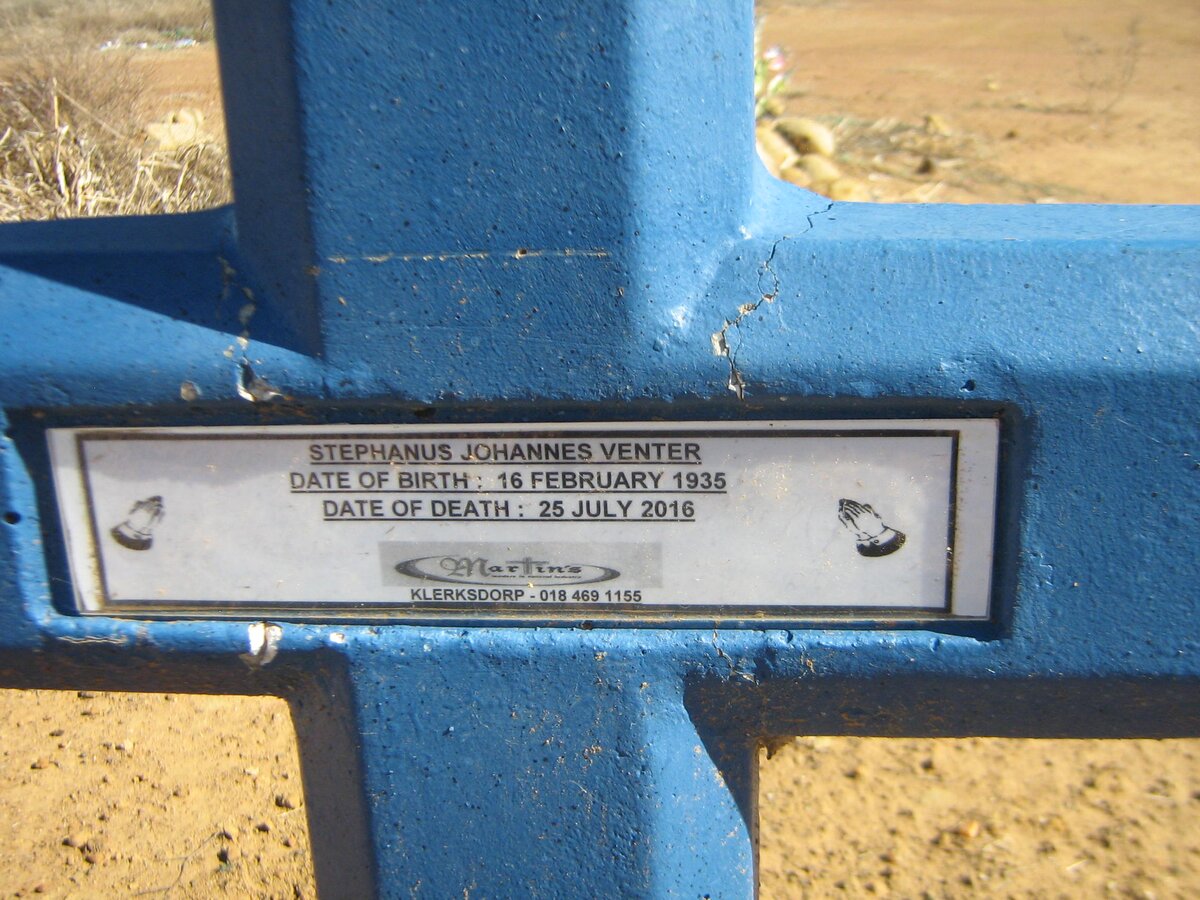 STEPHANUS JOHANNES VENTER
DATE OF BIRTH : 16 FEBRUARY 1935
DATE OF DEATH : 25 JULY 2016
Martin's
KLERKSDORP - 018 469 1155